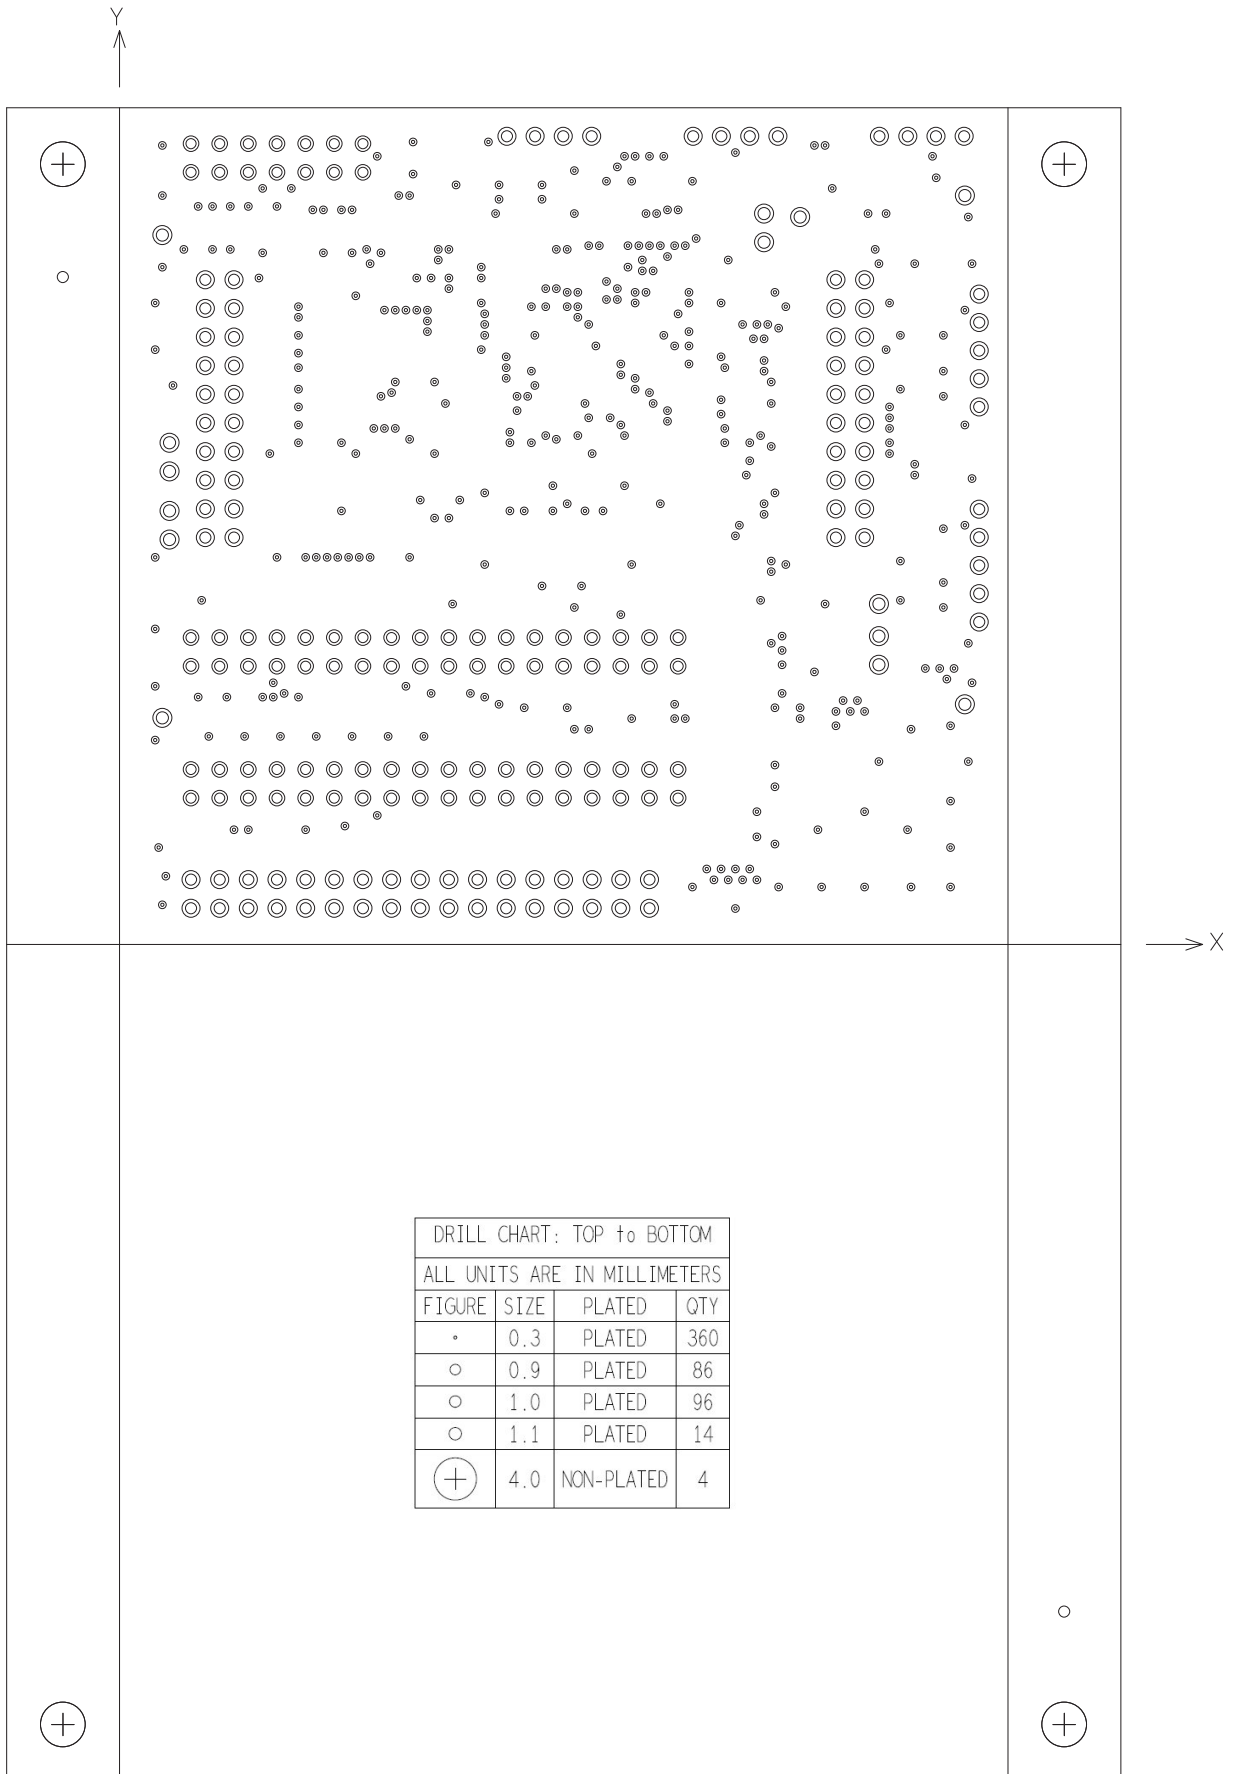 Y
X
DRILL CHART: TOP to BOTTOM
ALL UNITS ARE IN MILLIMETERS
FIGURE SIZE PLATED QTY
0.3 PLATED 360
0.9 PLATED 86
1.0 PLATED 96
1.1 PLATED 14
4.0 NON-PLATED 4